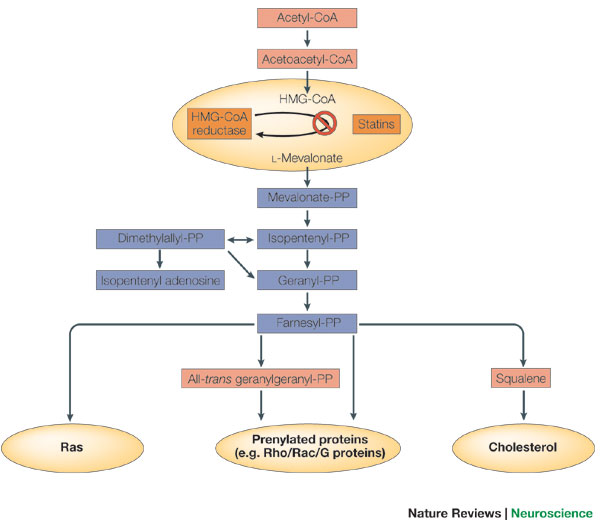 Acetyl-CoA
Acetoacetyl-CoA
HMG-CoA
HMG-CoA
reductase
Statins
L-Mevalonate
Mevalonate-PP
Dimethylallyl-PP
Isopentenyl-PP
Isopentenyl adenosine
Geranyl-PP
Farnesyl-PP
All-trans geranylgeranyl-PP
Squalene
Ras
Prenylated proteins
(e.g. Rho/Rac/G proteins)
Cholesterol
Nature Reviews | Neuroscience